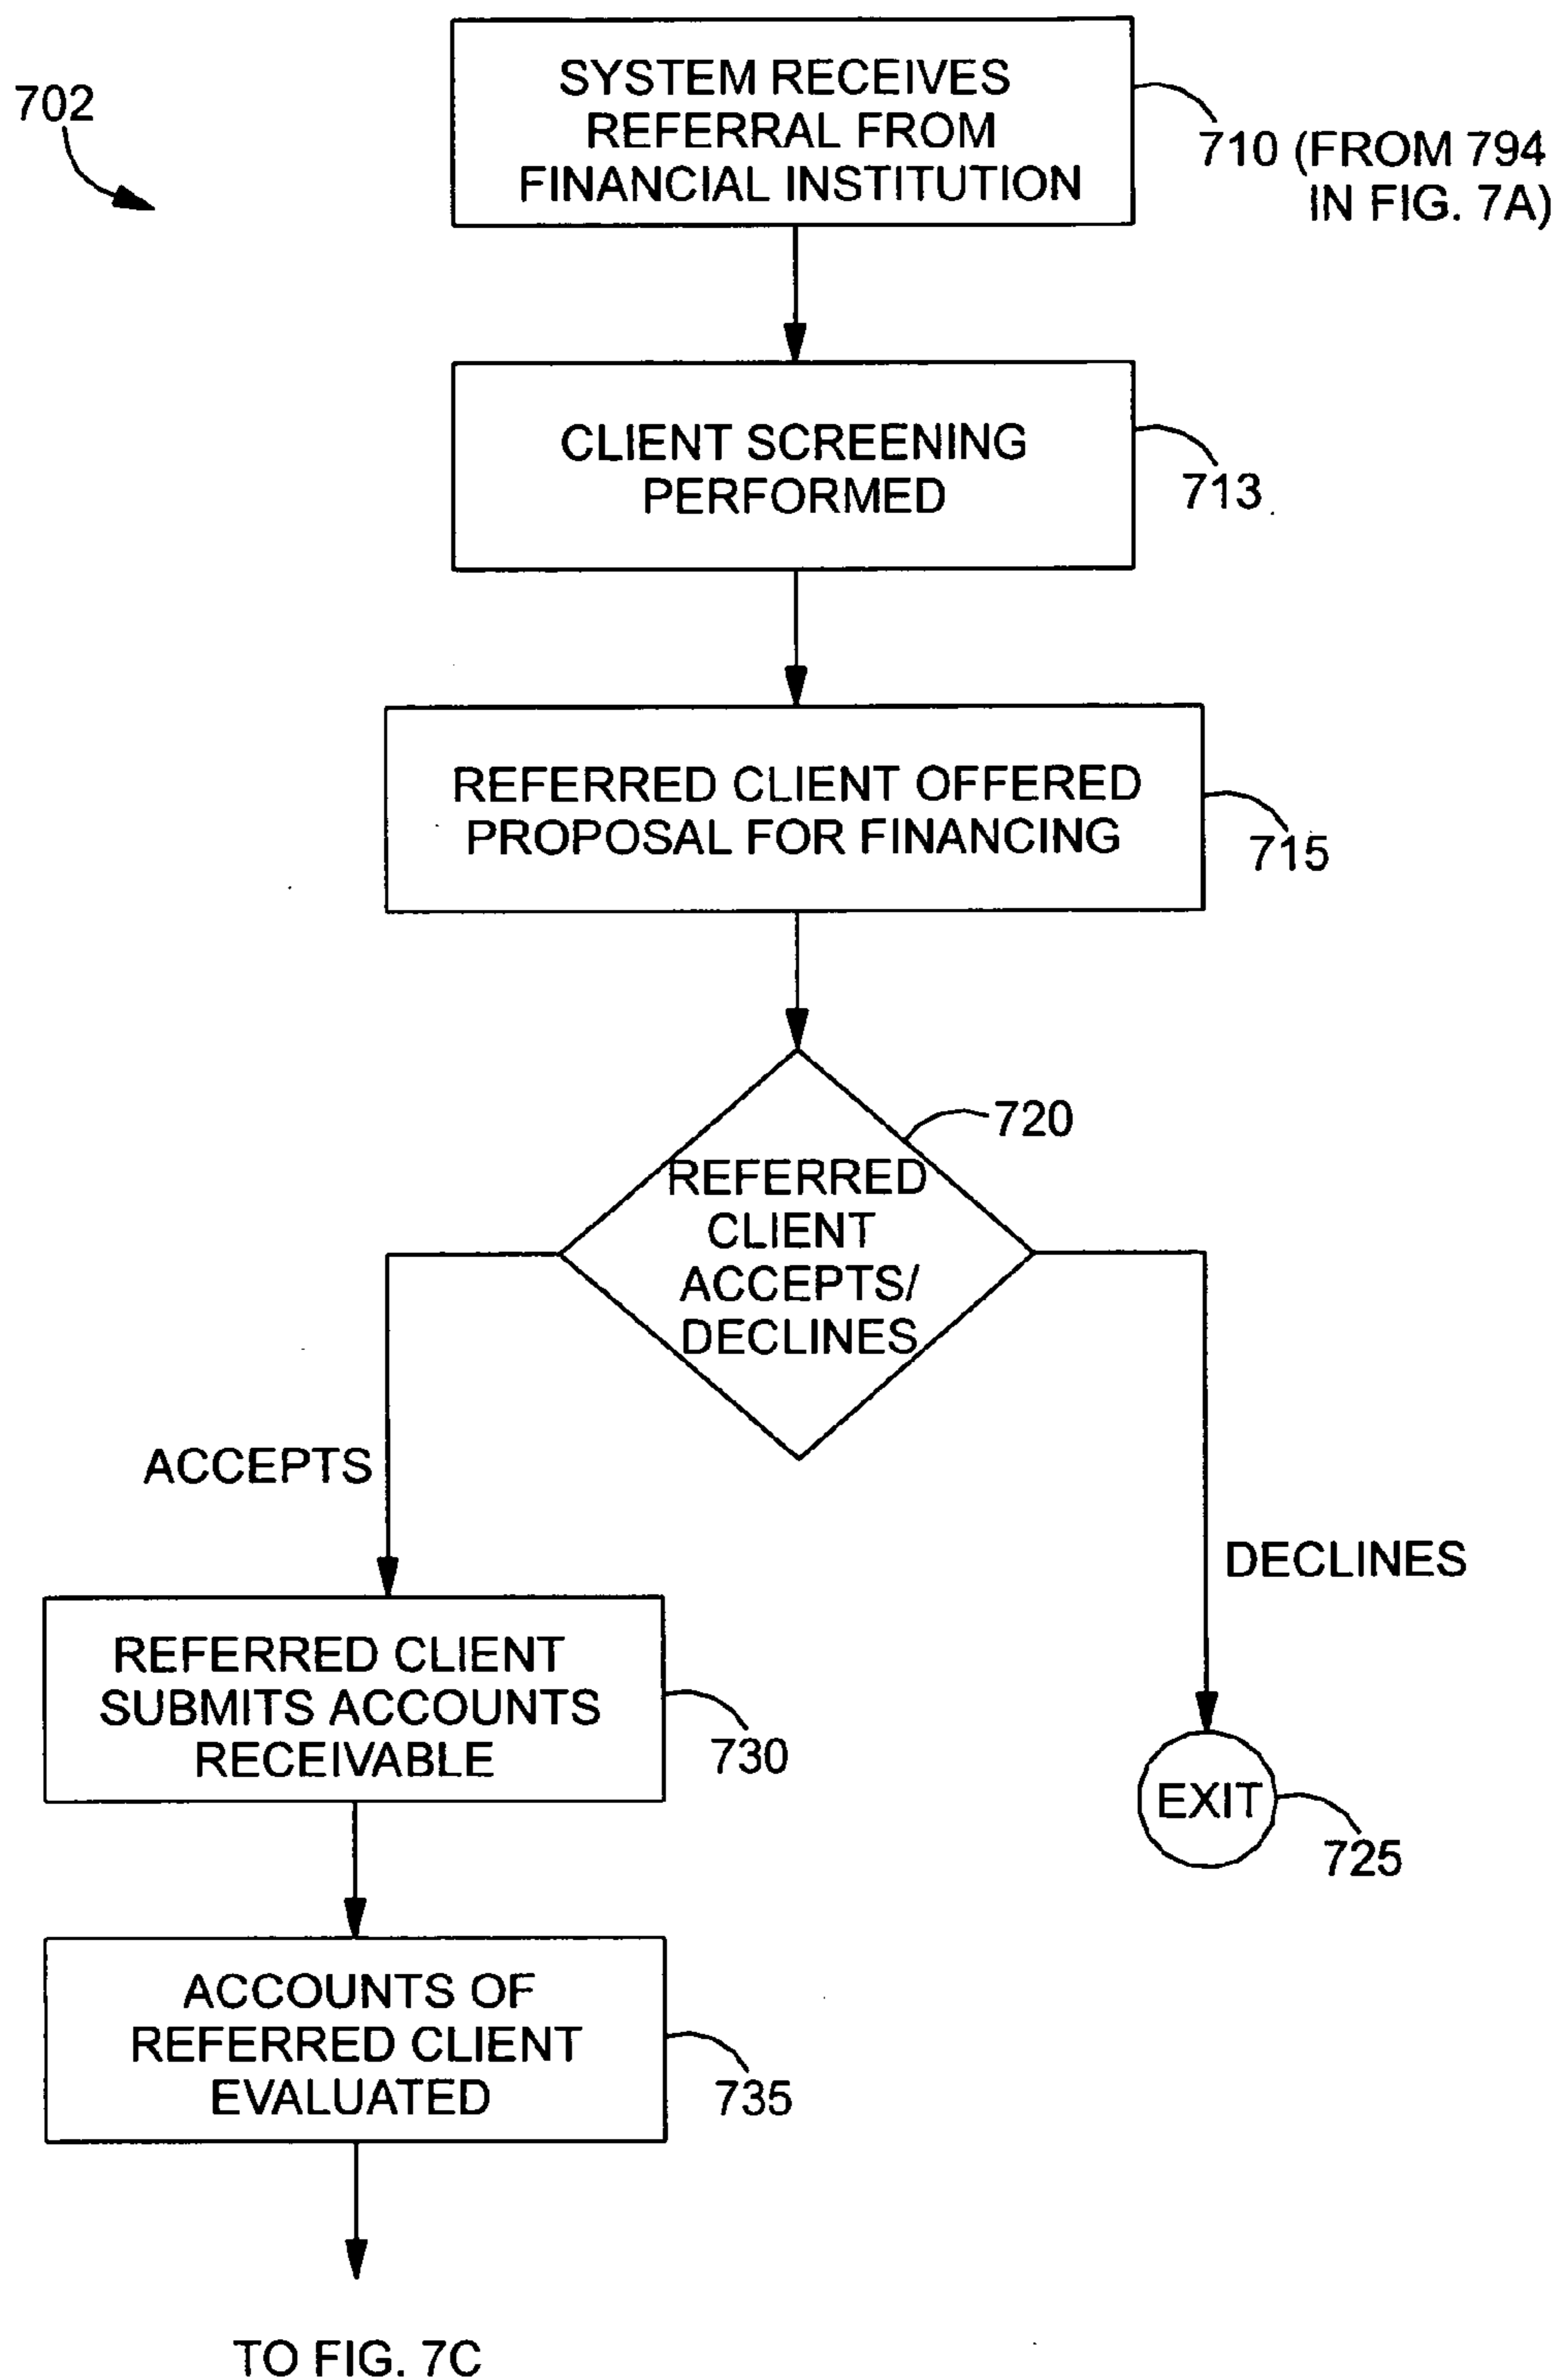 702
SYSTEM RECEIVES
REFERRAL FROM
FINANCIAL INSTITUTION
710 (FROM 794
IN FIG. 7A)
CLIENT SCREENING
PERFORMED
713
REFERRED CLIENT OFFERED
PROPOSAL FOR FINANCING
715
720
REFERRED
CLIENT
ACCEPTS/
DECLINES
ACCEPTS
DECLINES
REFERRED CLIENT
SUBMITS ACCOUNTS
RECEIVABLE
730
EXIT
725
ACCOUNTS OF
REFERRED CLIENT
EVALUATED
735
TO FIG. 7C